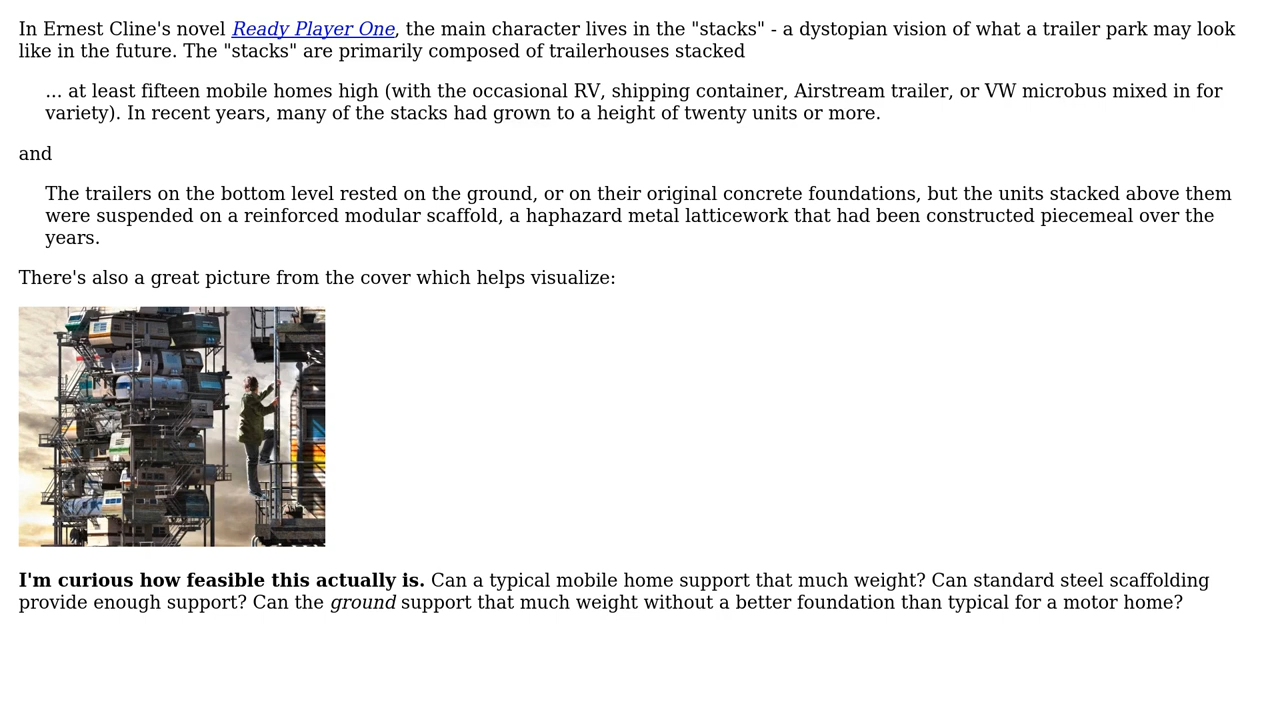 In Ernest Cline's novel Ready Player One, the main character lives in the "stacks" - a dystopian vision of what a trailer park may look
like in the future. The "stacks" are primarily composed of trailerhouses stacked
... at least fifteen mobile homes high (with the occasional RV, shipping container, Airstream trailer, or VW microbus mixed in for
variety). In recent years, many of the stacks had grown to a height of twenty units or more.
and
The trailers on the bottom level rested on the ground, or on their original concrete foundations, but the units stacked above them
were suspended on a reinforced modular scaffold, a haphazard metal latticework that had been constructed piecemeal over the
years.
There's also a great picture from the cover which helps visualize:
I'm curious how feasible this actually is. Can a typical mobile home support that much weight? Can standard steel scaffolding
provide enough support? Can the ground support that much weight without a better foundation than typical for a motor home?